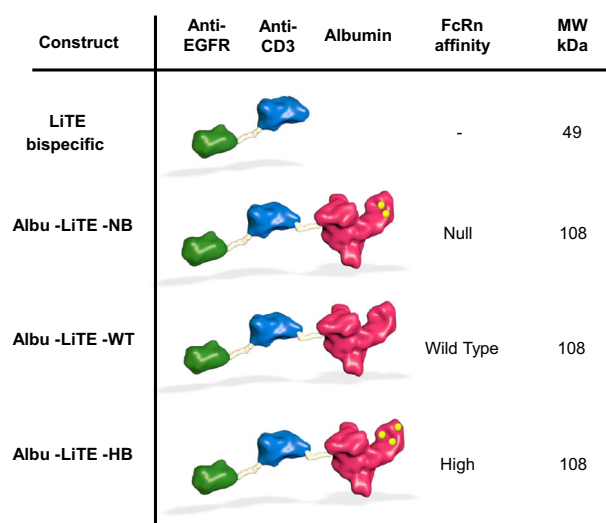 Construct Anti-EGFR Anti-CD3 Albumin FcRn affinity MW kDa
LiTE bispecific - 49
Albu -LiTE -NB Null 108
Albu -LiTE -WT Wild Type 108
Albu -LiTE -HB High 108